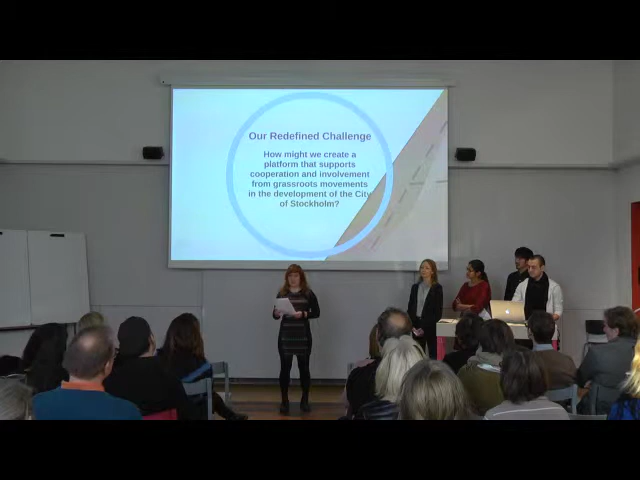 Our Redefined Challenge
How might we create a
platform that supports
cooperation and involvement
from grassroots movements
in the development of the City
of Stockholm?